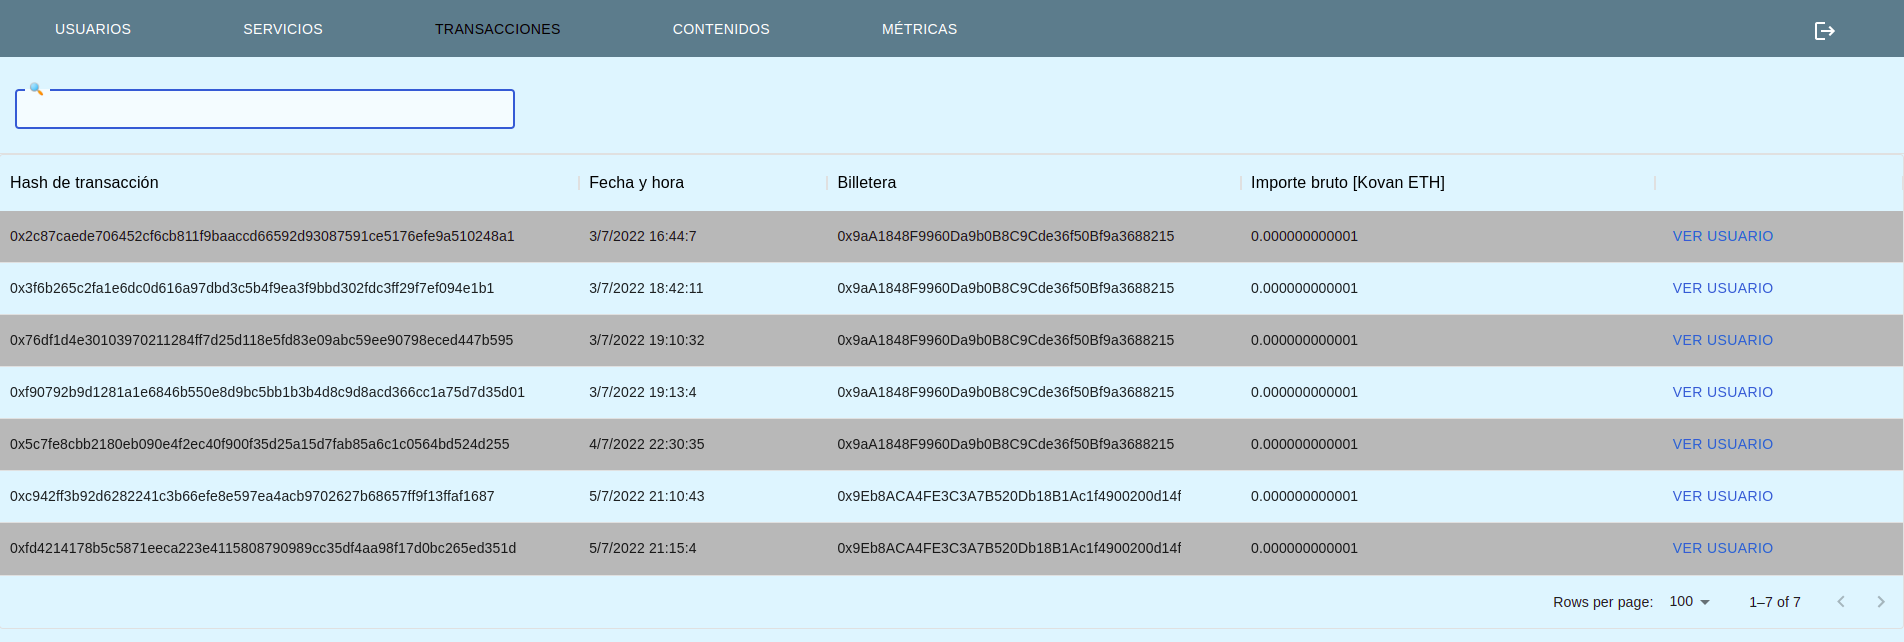 USUARIOS SERVICIOS TRANSACCIONES CONTENIDOS MÉTRICAS
Hash de transacción Fecha y hora Billetera Importe bruto [Kovan ETH]
0x2c87caede706452cf6cb811f9baaccd66592d93087591ce5176efe9a510248a1 3/7/2022 16:44:7 0x9aA1848F9960Da9b0B8C9Cde36f50Bf9a3688215 0.000000000001 VER USUARIO
0x3f6b265c2fa1e6dc0d616a97dbd3c5b4f9ea3f9bbd302fdc3ff29f7ef094e1b1 3/7/2022 18:42:11 0x9aA1848F9960Da9b0B8C9Cde36f50Bf9a3688215 0.000000000001 VER USUARIO
0x76df1d4e30103970211284ff7d25d118e5fd83e09abc59ee90798eced447b595 3/7/2022 19:10:32 0x9aA1848F9960Da9b0B8C9Cde36f50Bf9a3688215 0.000000000001 VER USUARIO
0xf90792b9d1281a1e6846b550e8d9bc5bb1b3b4d8c9d8acd366cc1a75d7d35d01 3/7/2022 19:13:4 0x9aA1848F9960Da9b0B8C9Cde36f50Bf9a3688215 0.000000000001 VER USUARIO
0x5c7fe8cbb2180eb090e4f2ec40f900f35d25a15d7fab85a6c1c0564bd524d255 4/7/2022 22:30:35 0x9aA1848F9960Da9b0B8C9Cde36f50Bf9a3688215 0.000000000001 VER USUARIO
0xc942ff3b92d6282241c3b66efe8e597ea4acb9702627b68657ff9f13ffaf1687 5/7/2022 21:10:43 0x9Eb8ACA4FE3C3A7B520Db18B1Ac1f4900200d14f 0.000000000001 VER USUARIO
0xfd4214178b5c5871eeca223e4115808790989cc35df4aa98f17d0bc265ed351d 5/7/2022 21:15:4 0x9Eb8ACA4FE3C3A7B520Db18B1Ac1f4900200d14f 0.000000000001 VER USUARIO
Rows per page: 100 1–7 of 7